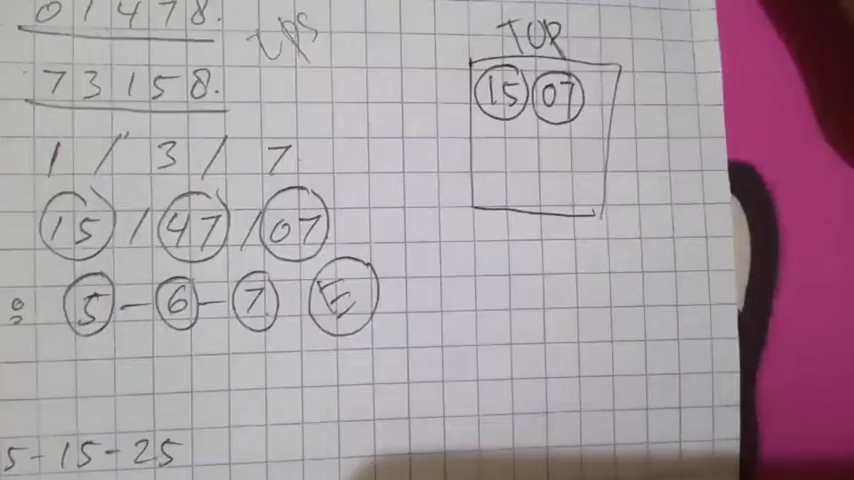 01478.
73158.
1 / 3 / 7
15 / 47 / 07
: 5 - 6 - 7 E
5 - 15 - 25
TOP
15 07